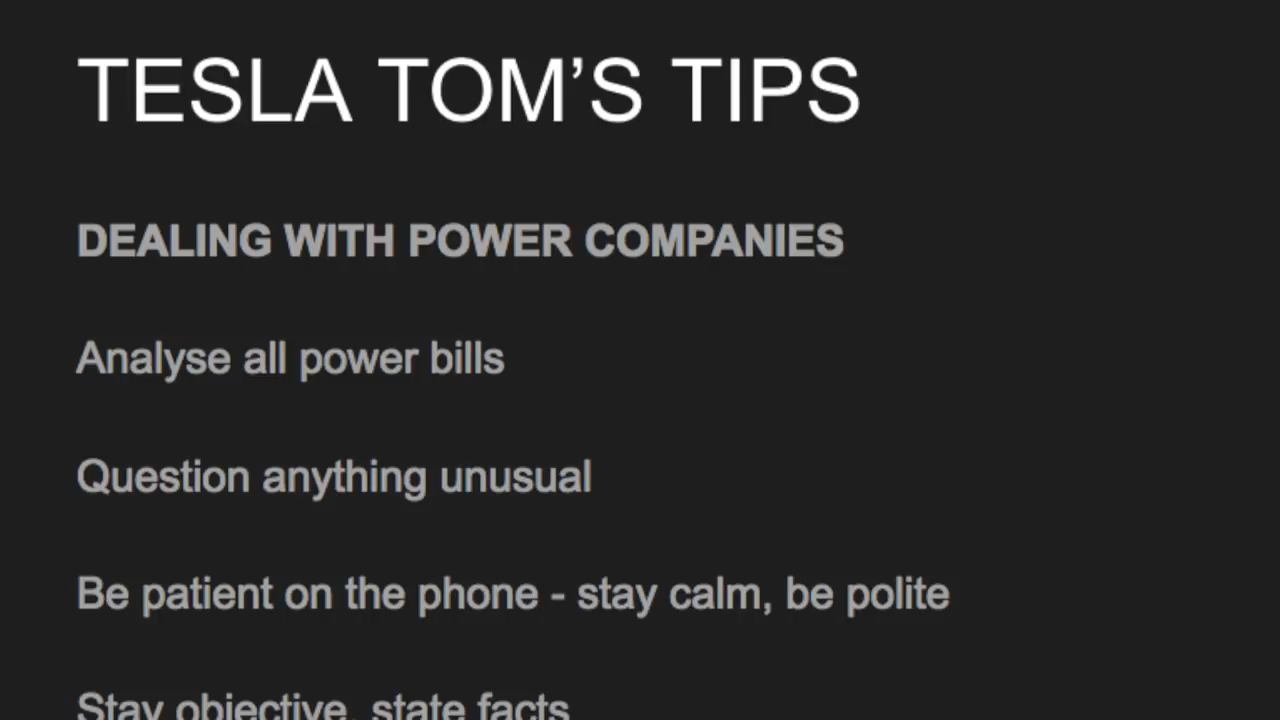 TESLA TOM’S TIPS
DEALING WITH POWER COMPANIES
Analyse all power bills
Question anything unusual
Be patient on the phone - stay calm, be polite
Stay objective, state facts